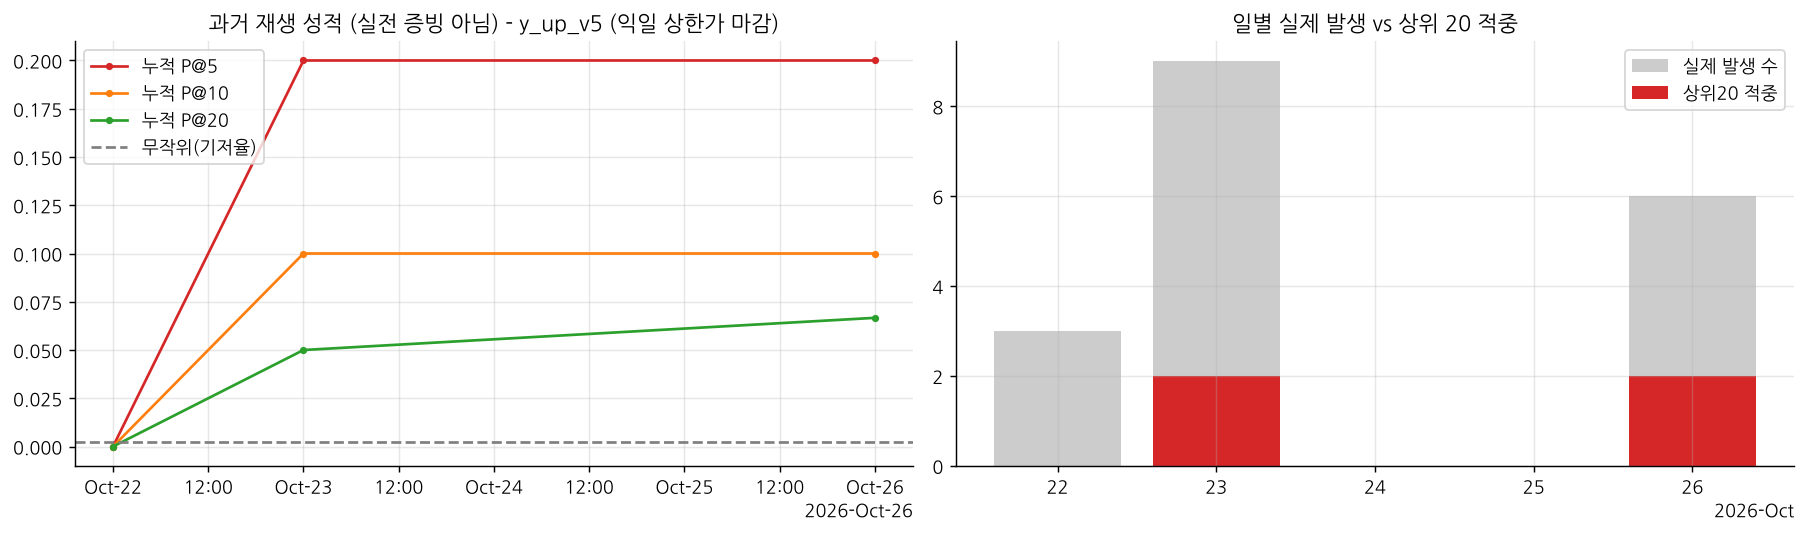 과거 재생 성적 (실전 증빙 아님) - y_up_v5 (익일 상한가 마감)
누적 P@5
누적 P@10
누적 P@20
무작위(기저율)
0.200
0.175
0.150
0.125
0.100
0.075
0.050
0.025
0.000
Oct-22
12:00
Oct-23
12:00
Oct-24
12:00
Oct-25
12:00
Oct-26
2026-Oct-26
일별 실제 발생 vs 상위 20 적중
실제 발생 수
상위20 적중
8
6
4
2
0
22
23
24
25
26
2026-Oct